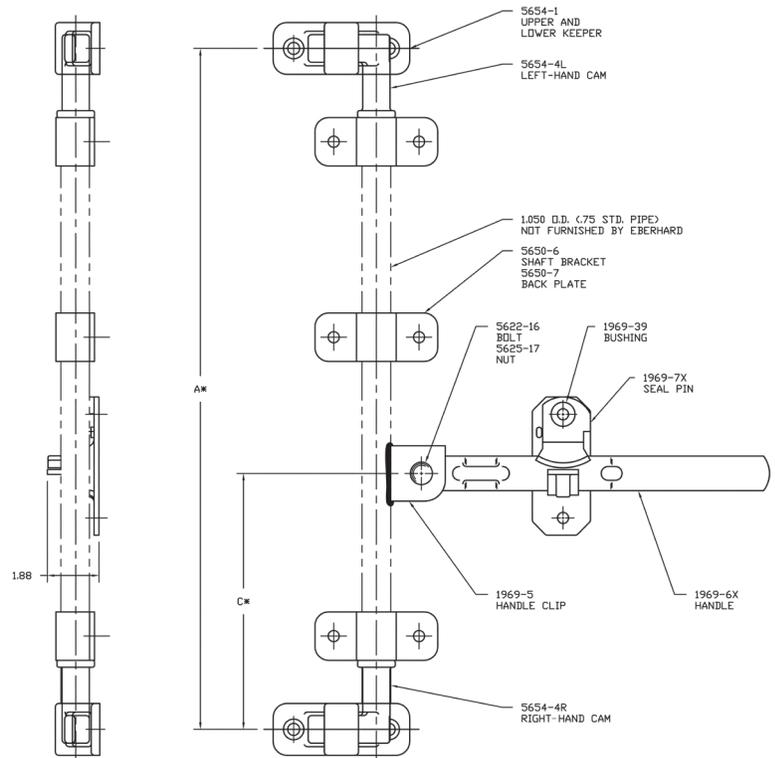 5654-1
UPPER AND
LOWER KEEPER
5654-4L
LEFT-HAND CAM
1.050 O.D. (.75 STD. PIPE)
NOT FURNISHED BY EBERHARD
5650-6
SHAFT BRACKET
5650-7
BACK PLATE
5622-16
BOLT
5625-17
NUT
1969-39
BUSHING
1969-7X
SEAL PIN
A*
1.88
C*
1969-5
HANDLE CLIP
1969-6X
HANDLE
5654-4R
RIGHT-HAND CAM